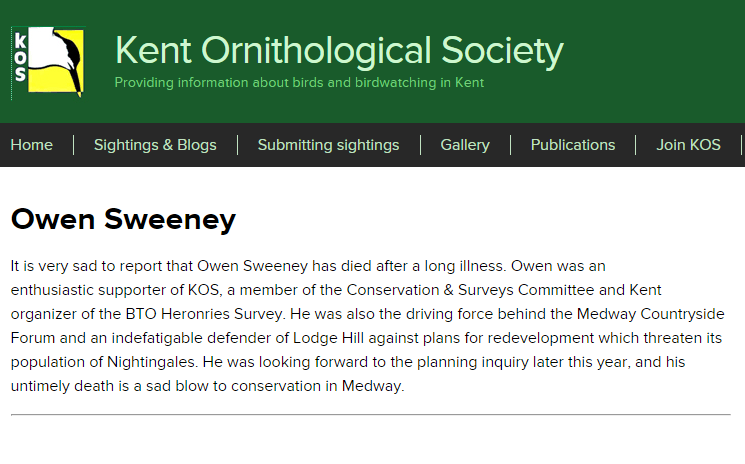 KOS
Kent Ornithological Society
Providing information about birds and birdwatching in Kent
Home
Sightings & Blogs
Submitting sightings
Gallery
Publications
Join KOS
Owen Sweeney
It is very sad to report that Owen Sweeney has died after a long illness. Owen was an
enthusiastic supporter of KOS, a member of the Conservation & Surveys Committee and Kent
organizer of the BTO Heronries Survey. He was also the driving force behind the Medway Countryside
Forum and an indefatigable defender of Lodge Hill against plans for redevelopment which threaten its
population of Nightingales. He was looking forward to the planning inquiry later this year, and his
untimely death is a sad blow to conservation in Medway.